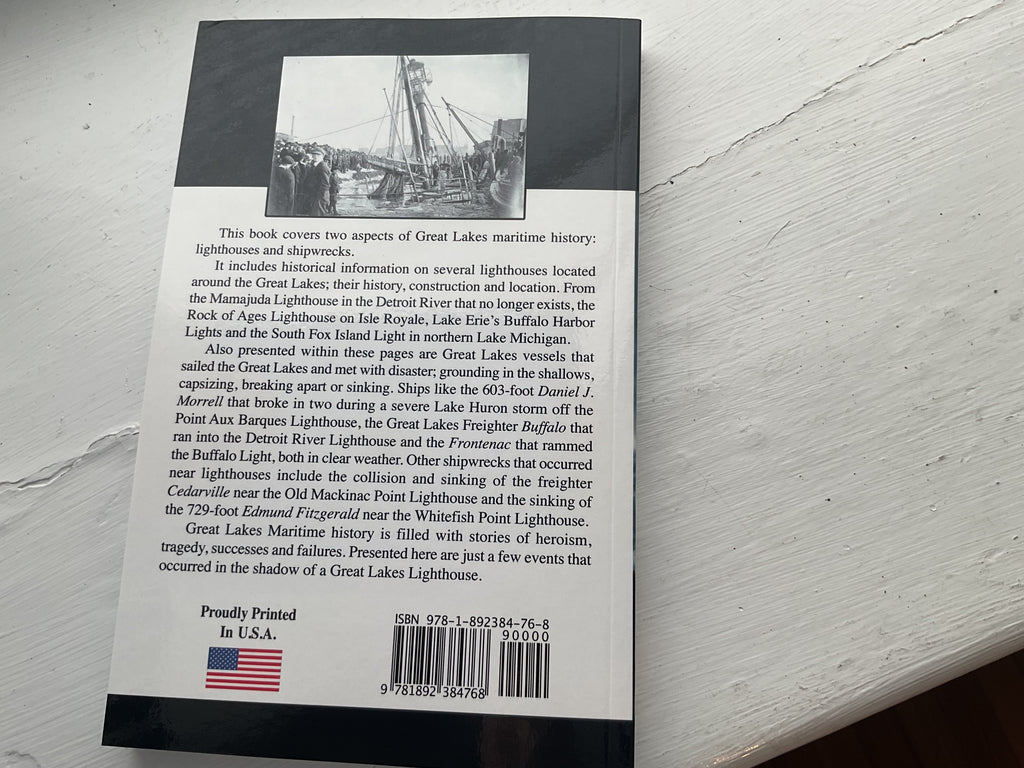 This book covers two aspects of Great Lakes maritime history:
lighthouses and shipwrecks.
It includes historical information on several lighthouses located
around the Great Lakes; their history, construction and location. From
the Mamajuda Lighthouse in the Detroit River that no longer exists, the
Rock of Ages Lighthouse on Isle Royale, Lake Erie's Buffalo Harbor
Lights and the South Fox Island Light in northern Lake Michigan.
Also presented within these pages are Great Lakes vessels that
sailed the Great Lakes and met with disaster; grounding in the shallows,
capsizing, breaking apart or sinking. Ships like the 603-foot Daniel J.
Morrell that broke in two during a severe Lake Huron storm off the
Point Aux Barques Lighthouse, the Great Lakes Freighter Buffalo that
ran into the Detroit River Lighthouse and the Frontenac that rammed
the Buffalo Light, both in clear weather. Other shipwrecks that occurred
near lighthouses include the collision and sinking of the freighter
Cedarville near the Old Mackinac Point Lighthouse and the sinking of
the 729-foot Edmund Fitzgerald near the Whitefish Point Lighthouse.
Great Lakes Maritime history is filled with stories of heroism,
tragedy, successes and failures. Presented here are just a few events that
occurred in the shadow of a Great Lakes Lighthouse.
Proudly Printed
In U.S.A.
ISBN 978-1-892384-76-8
90000
9 781892 384768